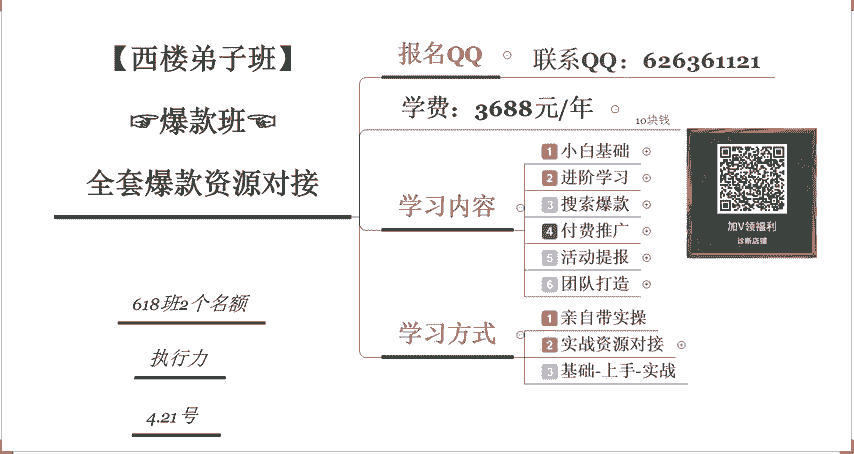 【西楼弟子班】
☞爆款班☜
全套爆款资源对接
报名QQ
联系QQ：626361121
学费：3688元/年
10块钱
学习内容
1 小白基础
2 进阶学习
3 搜索爆款
4 付费推广
5 活动提报
6 团队打造
加V领福利
诊断店铺
学习方式
1 亲自带实操
2 实战资源对接
3 基础-上手-实战
618班2个名额
执行力
4.21号